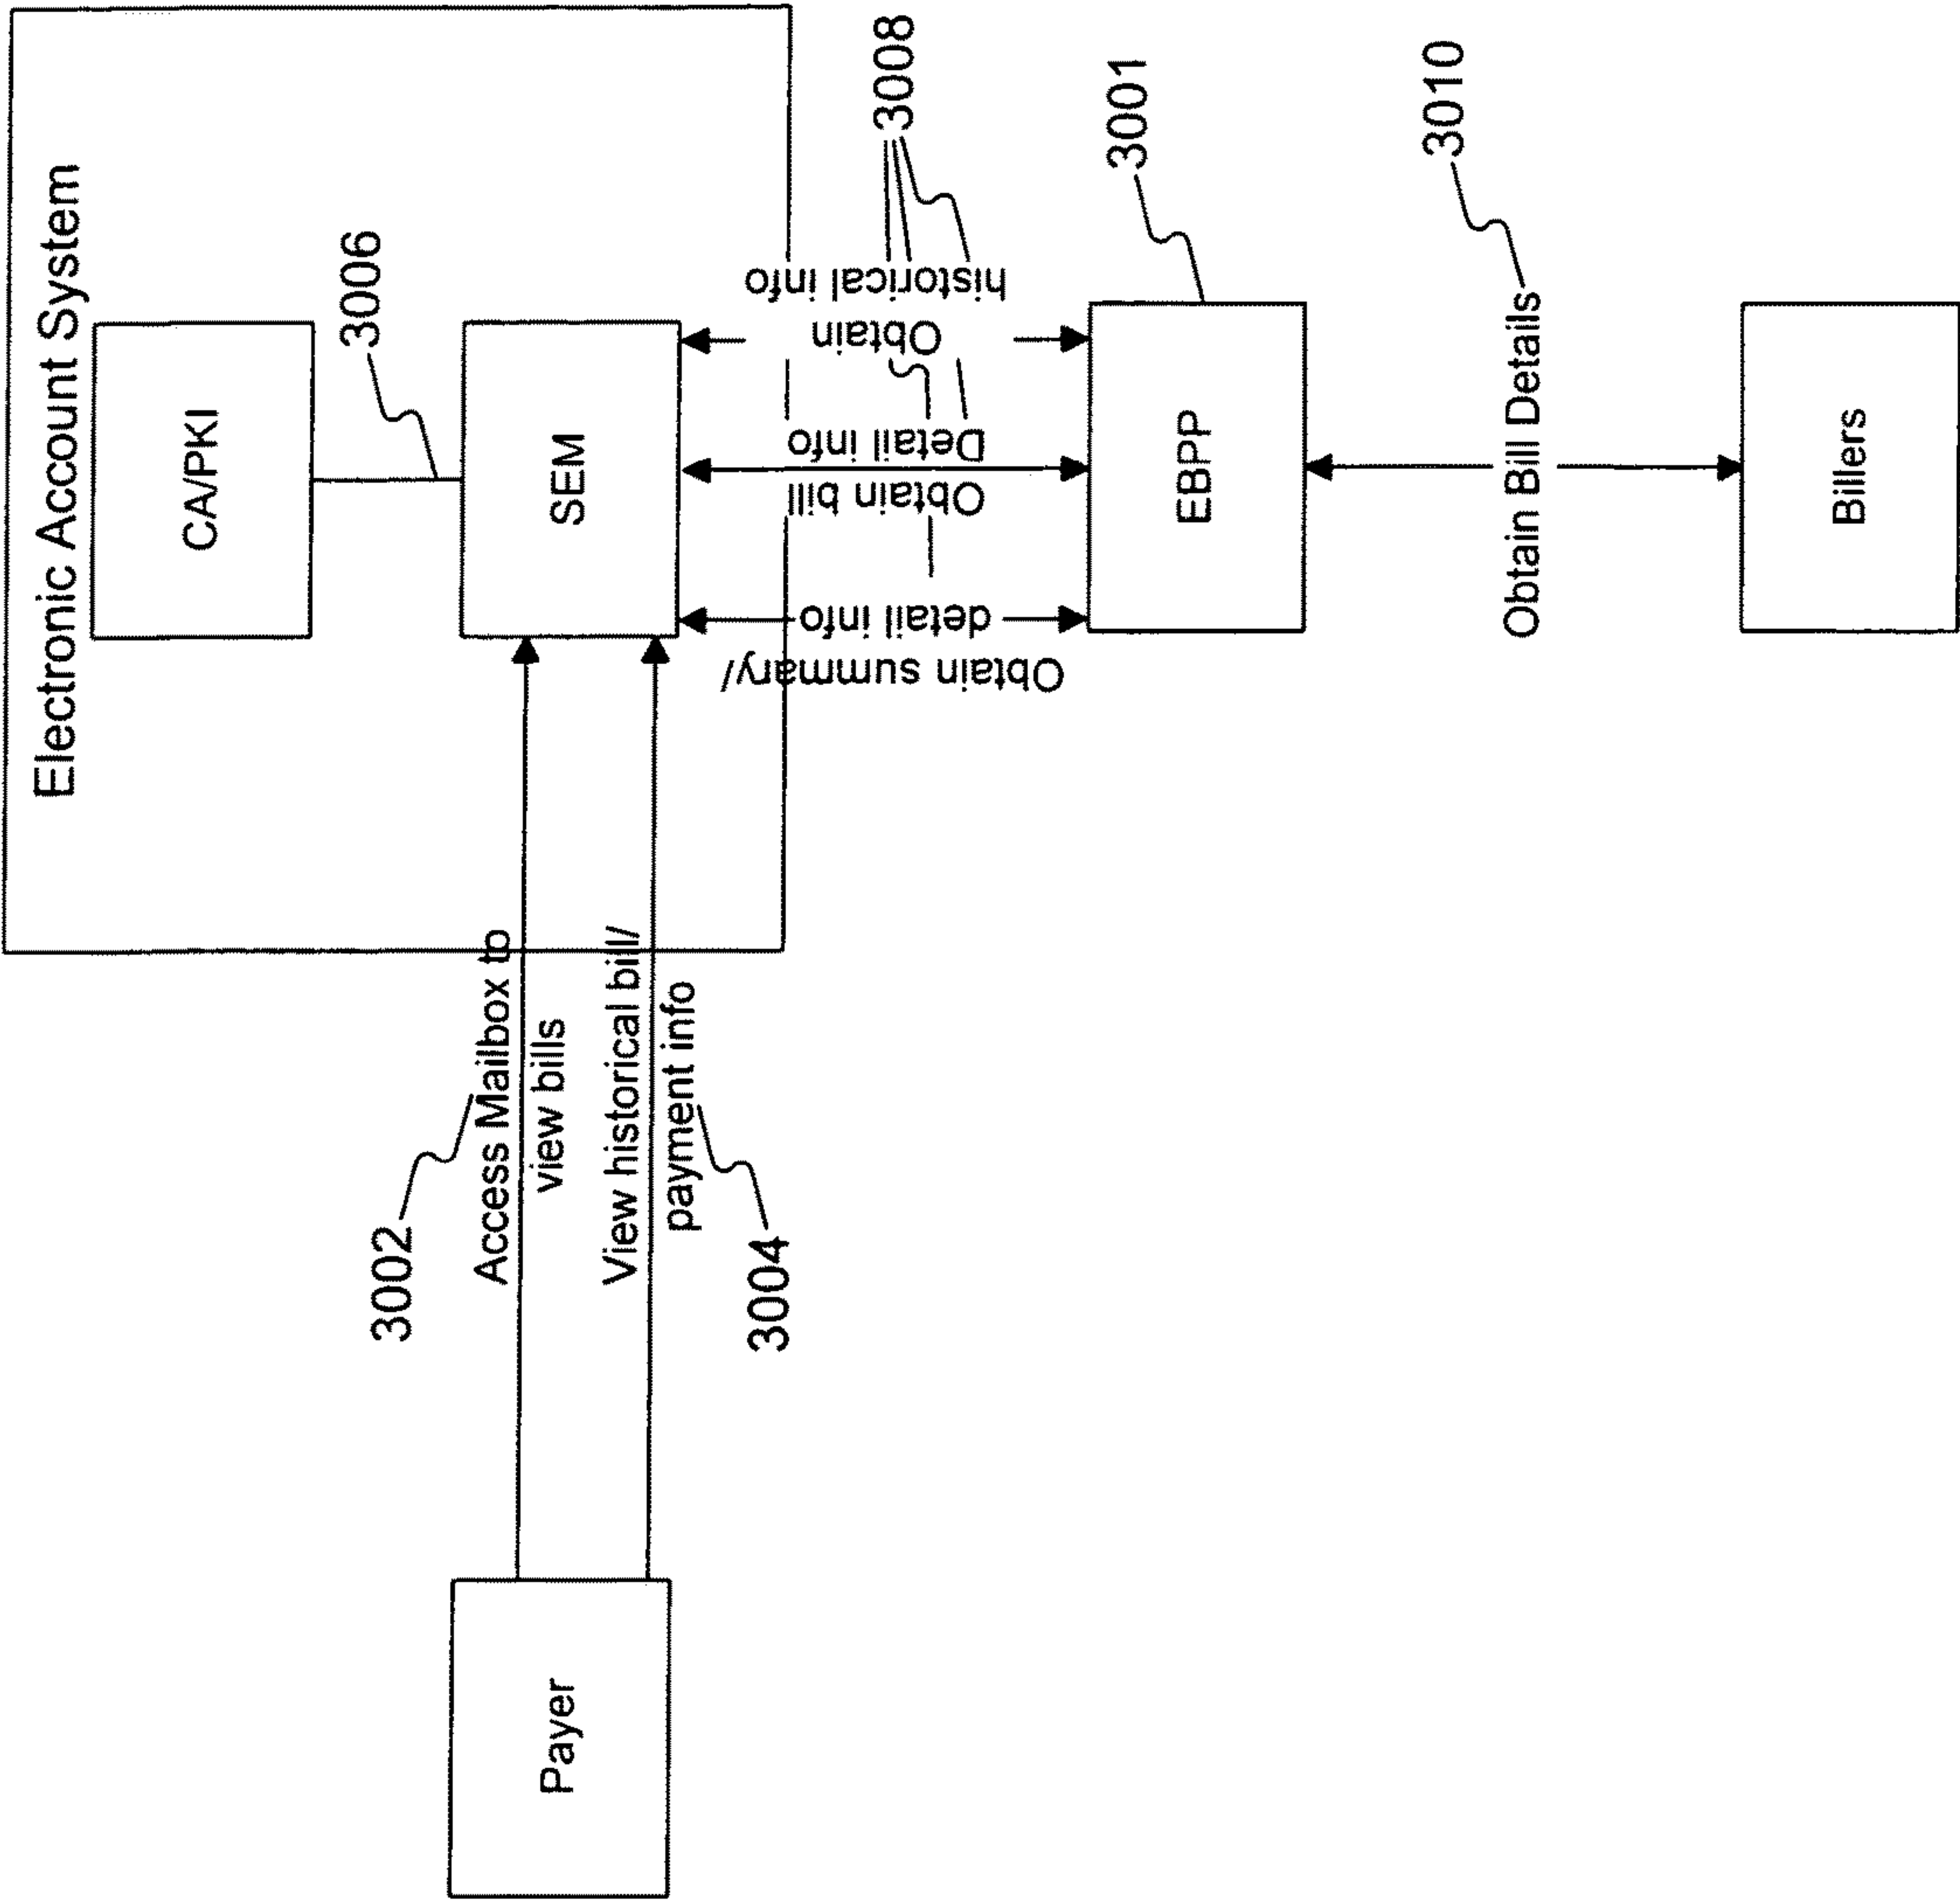 Electronic Account System
CA/PKI
3006
SEM
3002
Access Mailbox to
view bills
View historical bill/
payment info
3004
Payer
Obtain summary/
detail info
Obtain bill
Detail info
Obtain
historical info
3008
EBPP
3001
Obtain Bill Details
3010
Billers